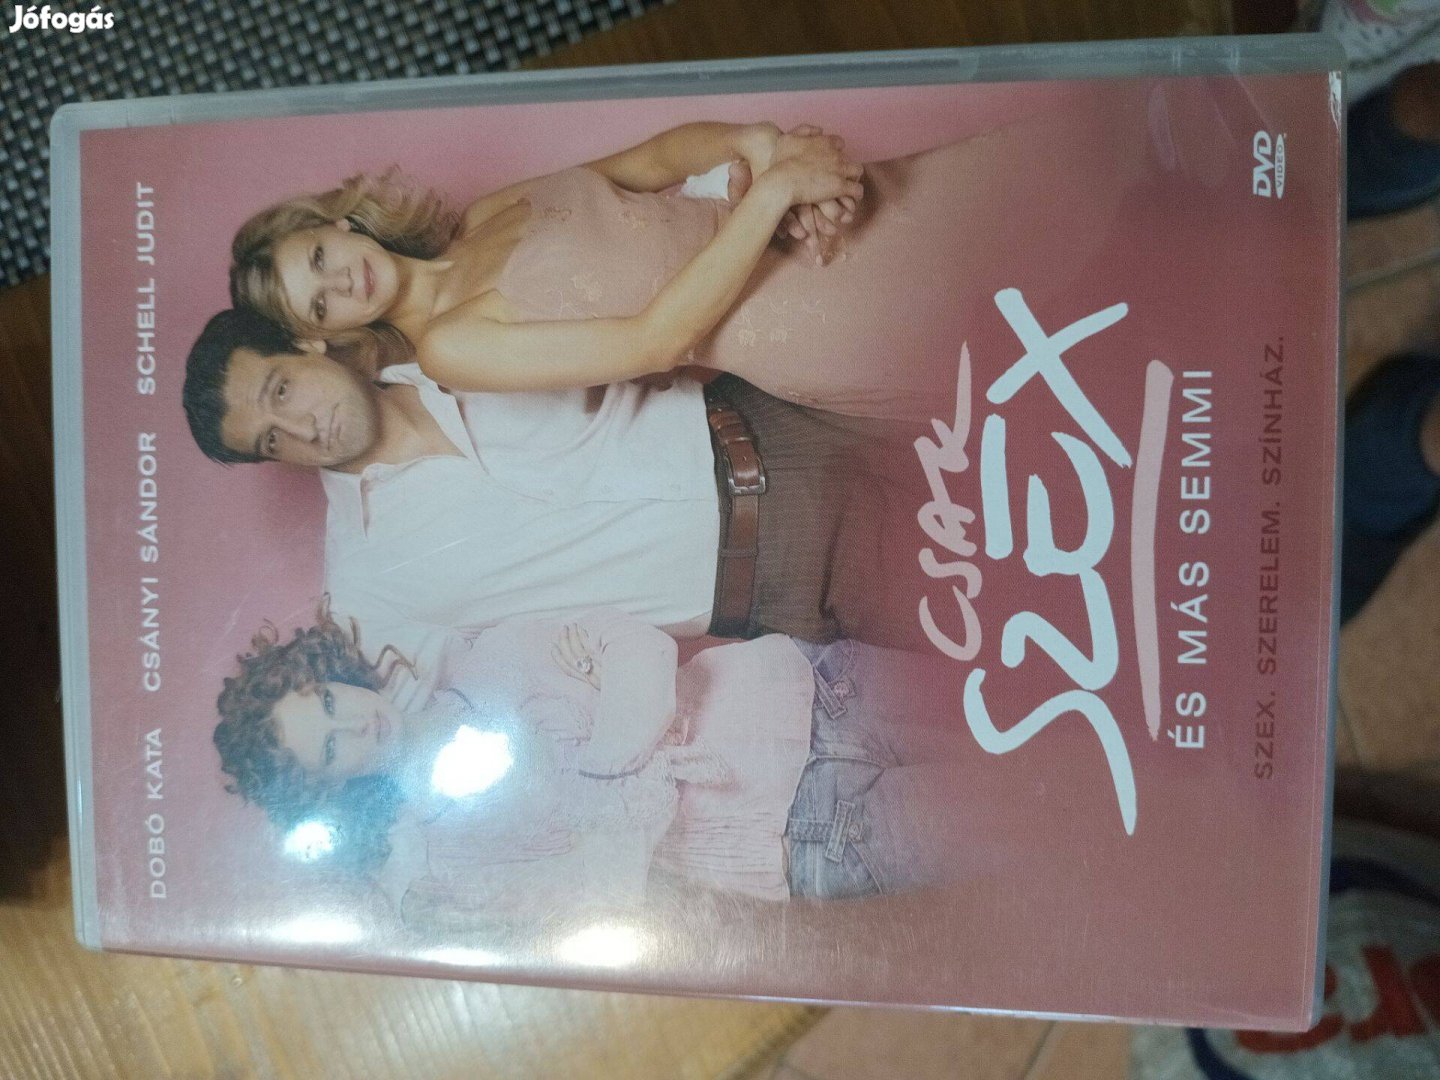 Jófogás
DOBÓ KATA CSÁNYI SÁNDOR SCHELL JUDIT
CSAK
SZEX
ÉS MÁS SEMMI
SZEX. SZERELEM. SZÍNHÁZ.
DVD
VIDEO